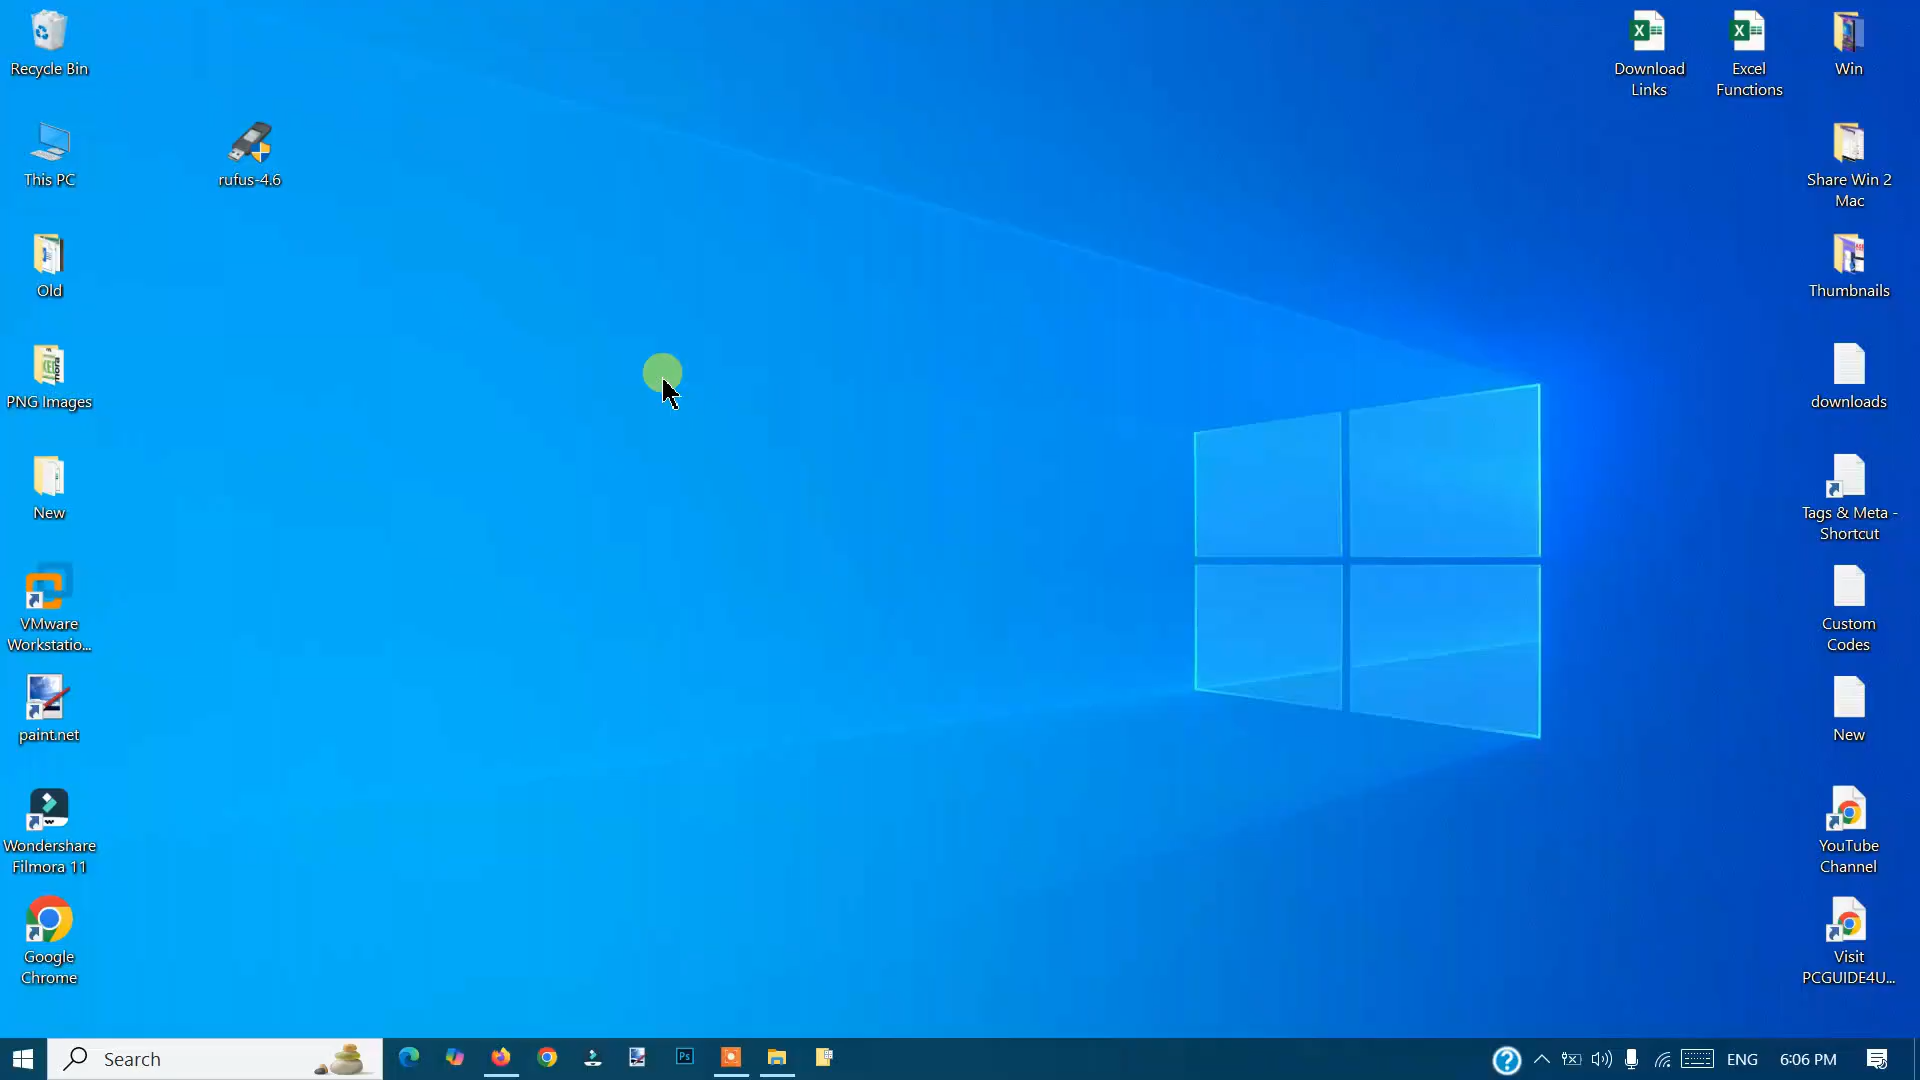 Recycle Bin
This PC
rufus-4.6
Old
PNG Images
New
VMware
Workstatio...
paint.net
Wondershare
Filmora 11
Google
Chrome
Download
Links
Excel
Functions
Win
Share Win 2
Mac
Thumbnails
downloads
Tags & Meta -
Shortcut
Custom
Codes
New
YouTube
Channel
Visit
PCGUIDE4U...
Search
Ps
ENG
6:06 PM